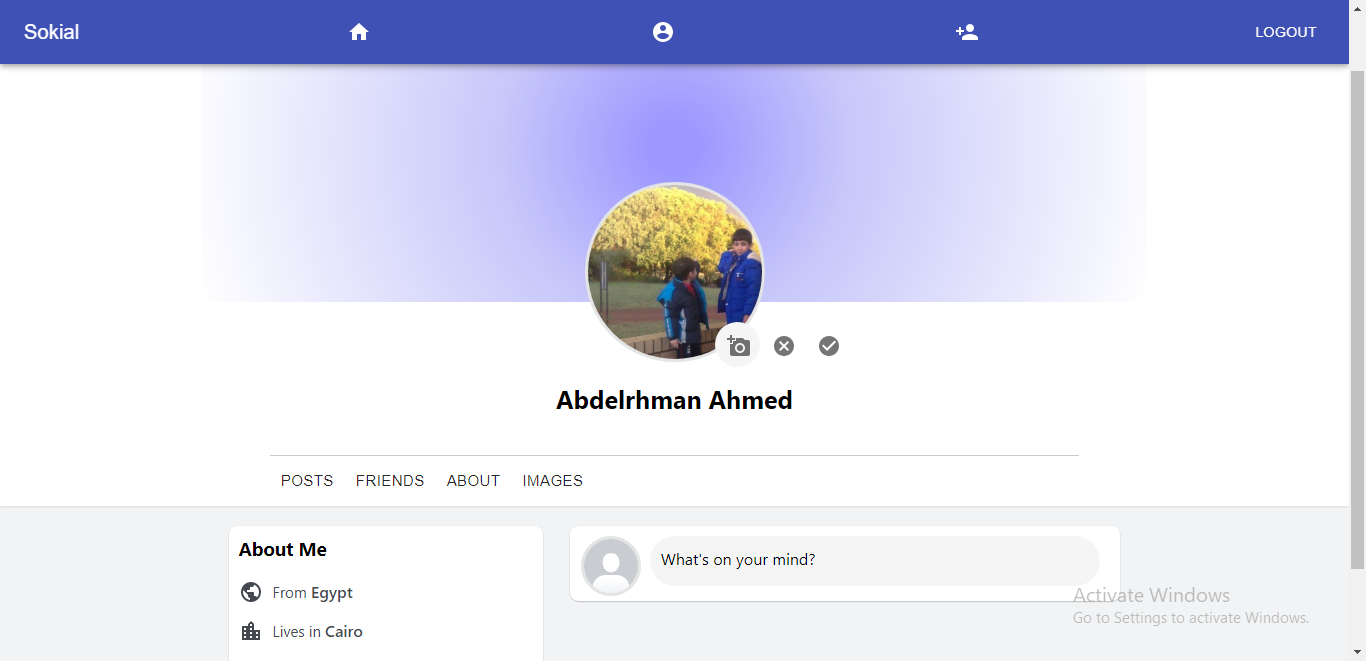 Sokial
LOGOUT
Abdelrhman Ahmed
POSTS FRIENDS ABOUT IMAGES
About Me
From Egypt
Lives in Cairo
What's on your mind?
Activate Windows
Go to Settings to activate Windows.